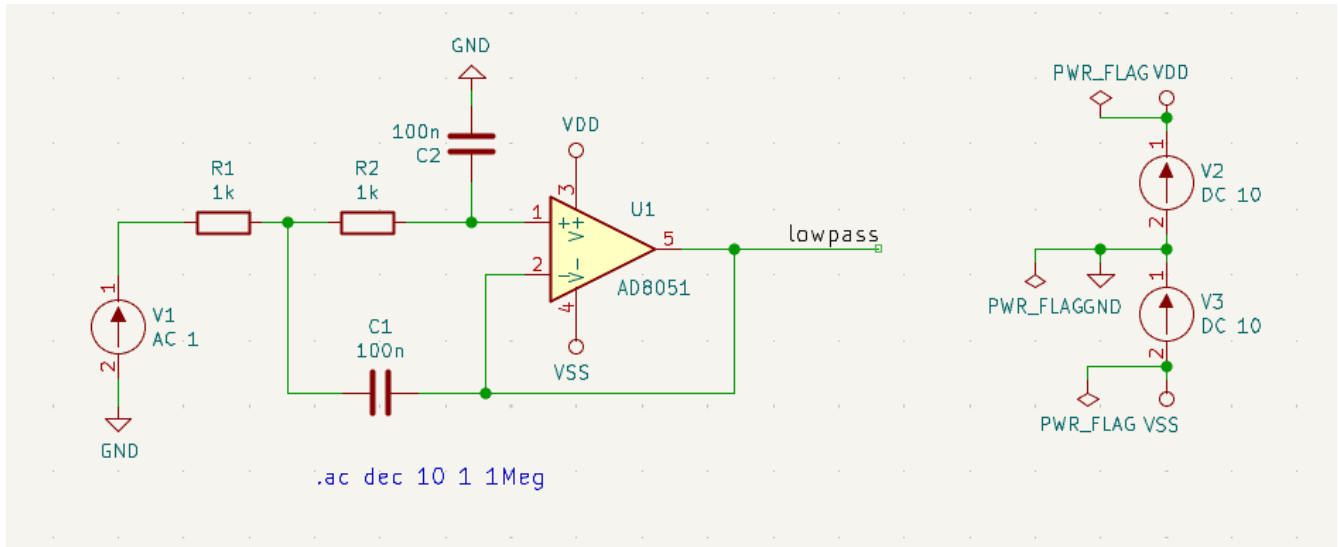 GND
100n
C2
VDD
R1
1k
R2
1k
3
U1
1
+
V+
5
lowpass
2
-
V-
AD8051
4
VSS
1
V1
AC 1
2
GND
C1
100n
.ac dec 10 1 1Meg
PWR_FLAG VDD
1
V2
DC 10
2
PWR_FLAG GND
1
V3
DC 10
2
PWR_FLAG VSS